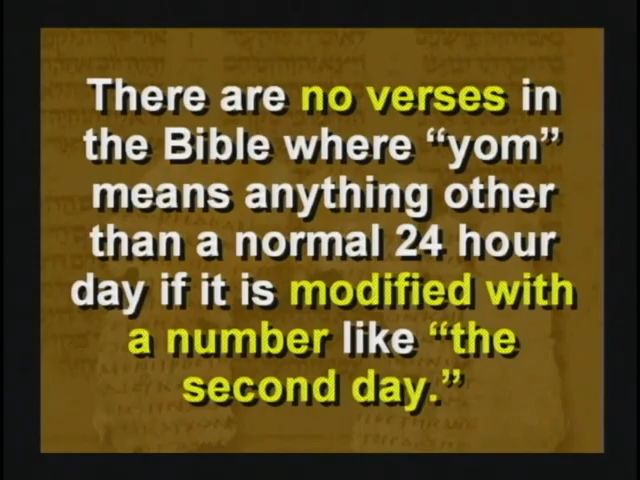 There are no verses in
the Bible where “yom”
means anything other
than a normal 24 hour
day if it is modified with
a number like “the
second day.”